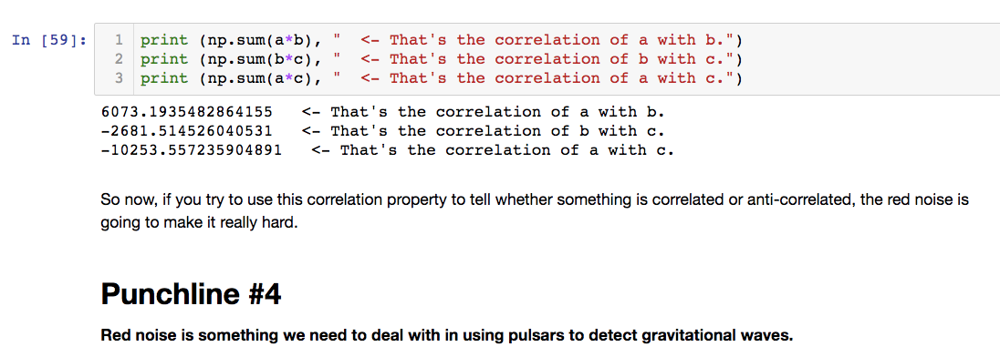 In [59]:
1 print (np.sum(a*b), "  <- That's the correlation of a with b.")
2 print (np.sum(b*c), "  <- That's the correlation of b with c.")
3 print (np.sum(a*c), "  <- That's the correlation of a with c.")
6073.1935482864155   <- That's the correlation of a with b.
-2681.514526040531   <- That's the correlation of b with c.
-10253.557235904891   <- That's the correlation of a with c.
So now, if you try to use this correlation property to tell whether something is correlated or anti-correlated, the red noise is
going to make it really hard.
Punchline #4
Red noise is something we need to deal with in using pulsars to detect gravitational waves.